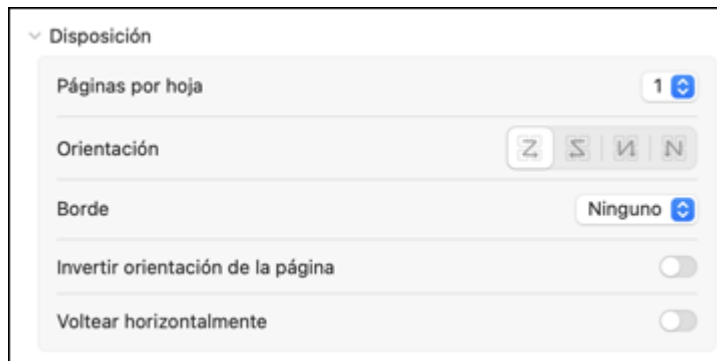 Disposición
Páginas por hoja 1
Orientación
Borde Ninguno
Invertir orientación de la página
Voltear horizontalmente